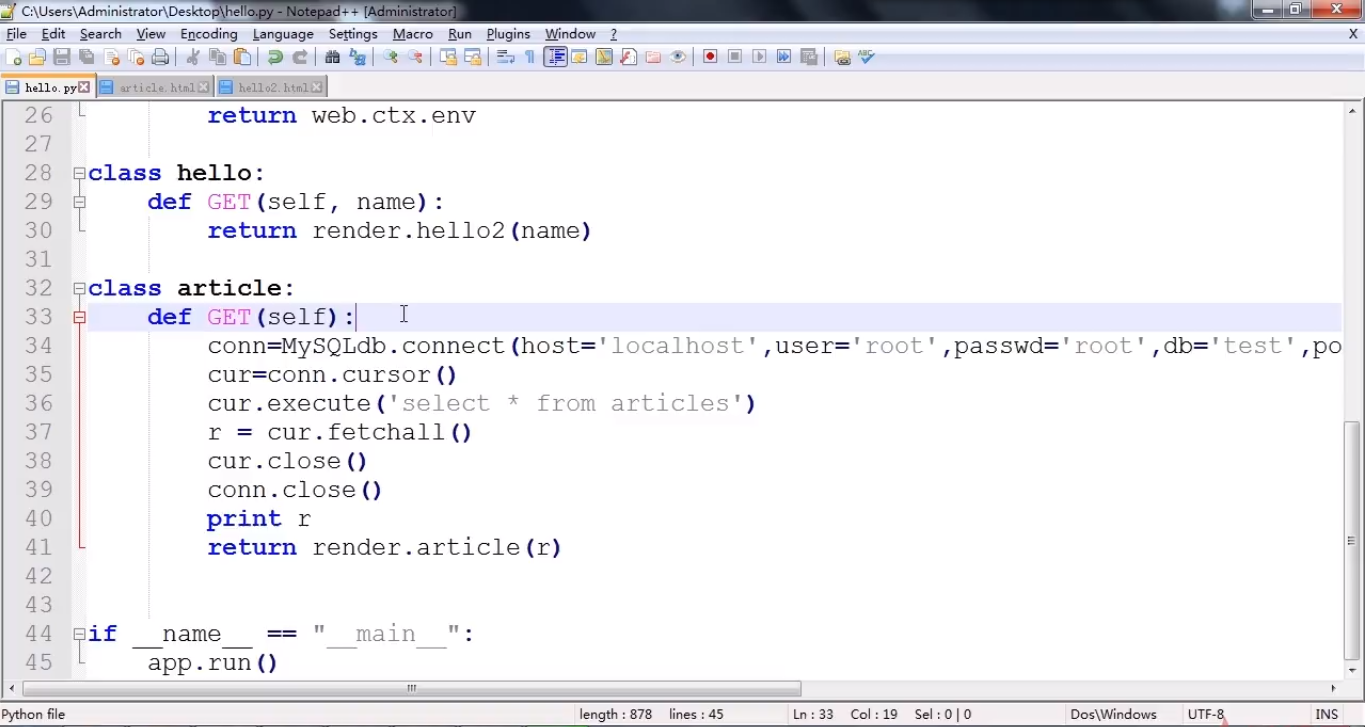 C:\Users\Administrator\Desktop\hello.py - Notepad++ [Administrator]
File Edit Search View Encoding Language Settings Macro Run Plugins Window ? X
hello.py article.html hello2.html
26 return web.ctx.env
27
28 class hello:
29 def GET(self, name):
30 return render.hello2(name)
31
32 class article:
33 def GET(self):
34 conn=MySQLdb.connect(host='localhost',user='root',passwd='root',db='test',po
35 cur=conn.cursor()
36 cur.execute('select * from articles')
37 r = cur.fetchall()
38 cur.close()
39 conn.close()
40 print r
41 return render.article(r)
42
43
44 if __name__ == "__main__":
45 app.run()
Python file length : 878 lines : 45 Ln : 33 Col : 19 Sel : 0 | 0 Dos\Windows UTF-8 INS